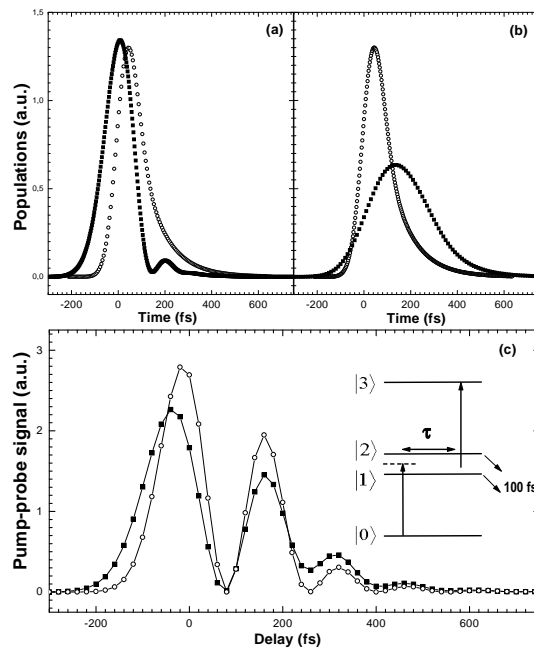 (a)
(b)
Populations (a.u.)
1,5
1,0
0,5
0,0
-200 0 200 400 600
Time (fs)
-200 0 200 400 600
Time (fs)
(c)
Pump-probe signal (a.u.)
3
2
1
0
|3⟩
τ
|2⟩
|1⟩
100 fs
|0⟩
-200 0 200 400 600
Delay (fs)